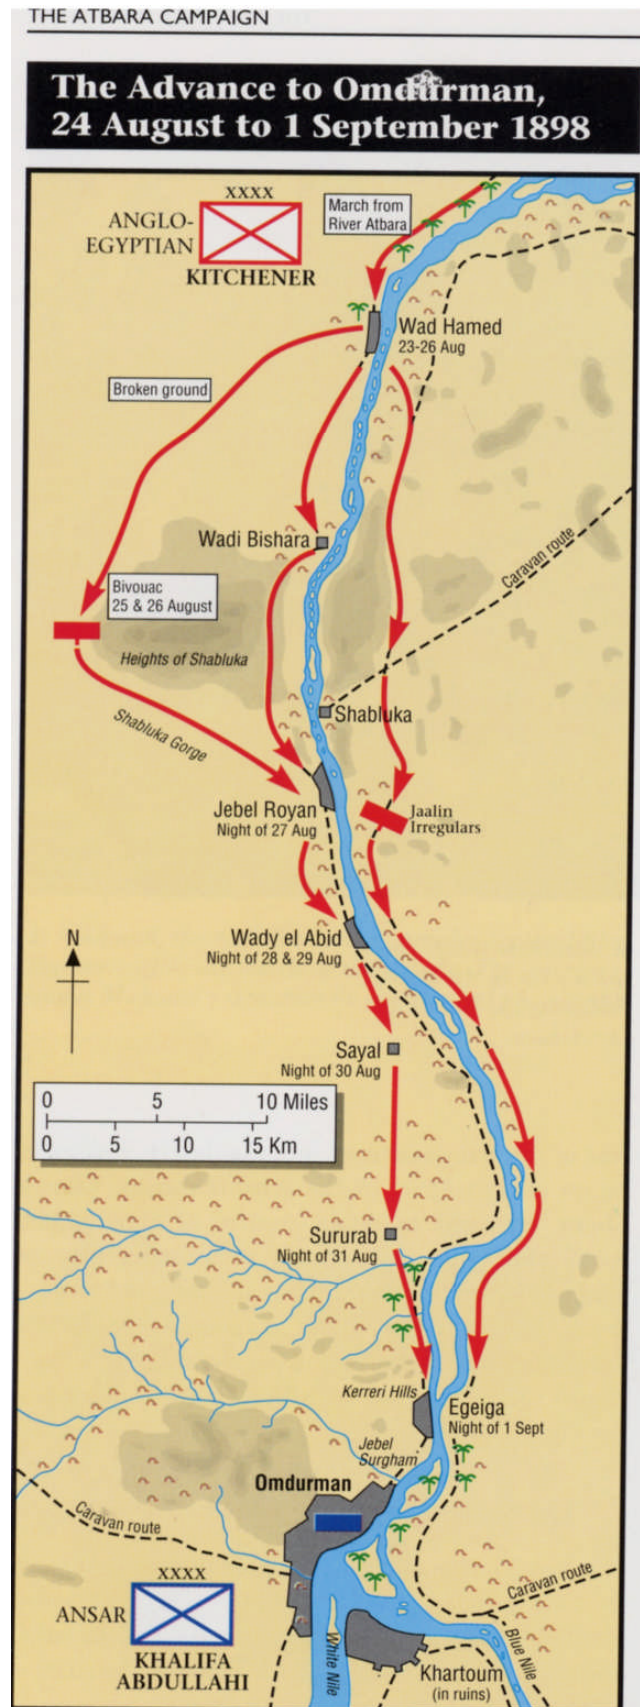 THE ATBARA CAMPAIGN
The Advance to Omdurman,
24 August to 1 September 1898
XXXX
ANGLO-
EGYPTIAN
KITCHENER
March from
River Atbara
Wad Hamed
23-26 Aug
Broken ground
Wadi Bishara
Caravan route
Bivouac
25 & 26 August
Heights of Shabluka
Shabluka
Shabluka Gorge
Jebel Royan
Night of 27 Aug
Jaalin
Irregulars
Wady el Abid
Night of 28 & 29 Aug
N
Sayal
Night of 30 Aug
0 5 10 Miles
0 5 10 15 Km
Sururab
Night of 31 Aug
Kerreri Hills
Egeiga
Night of 1 Sept
Jebel
Surgham
Omdurman
Caravan route
XXXX
ANSAR
KHALIFA
ABDULLAHI
White Nile
Caravan route
Blue Nile
Khartoum
(in ruins)